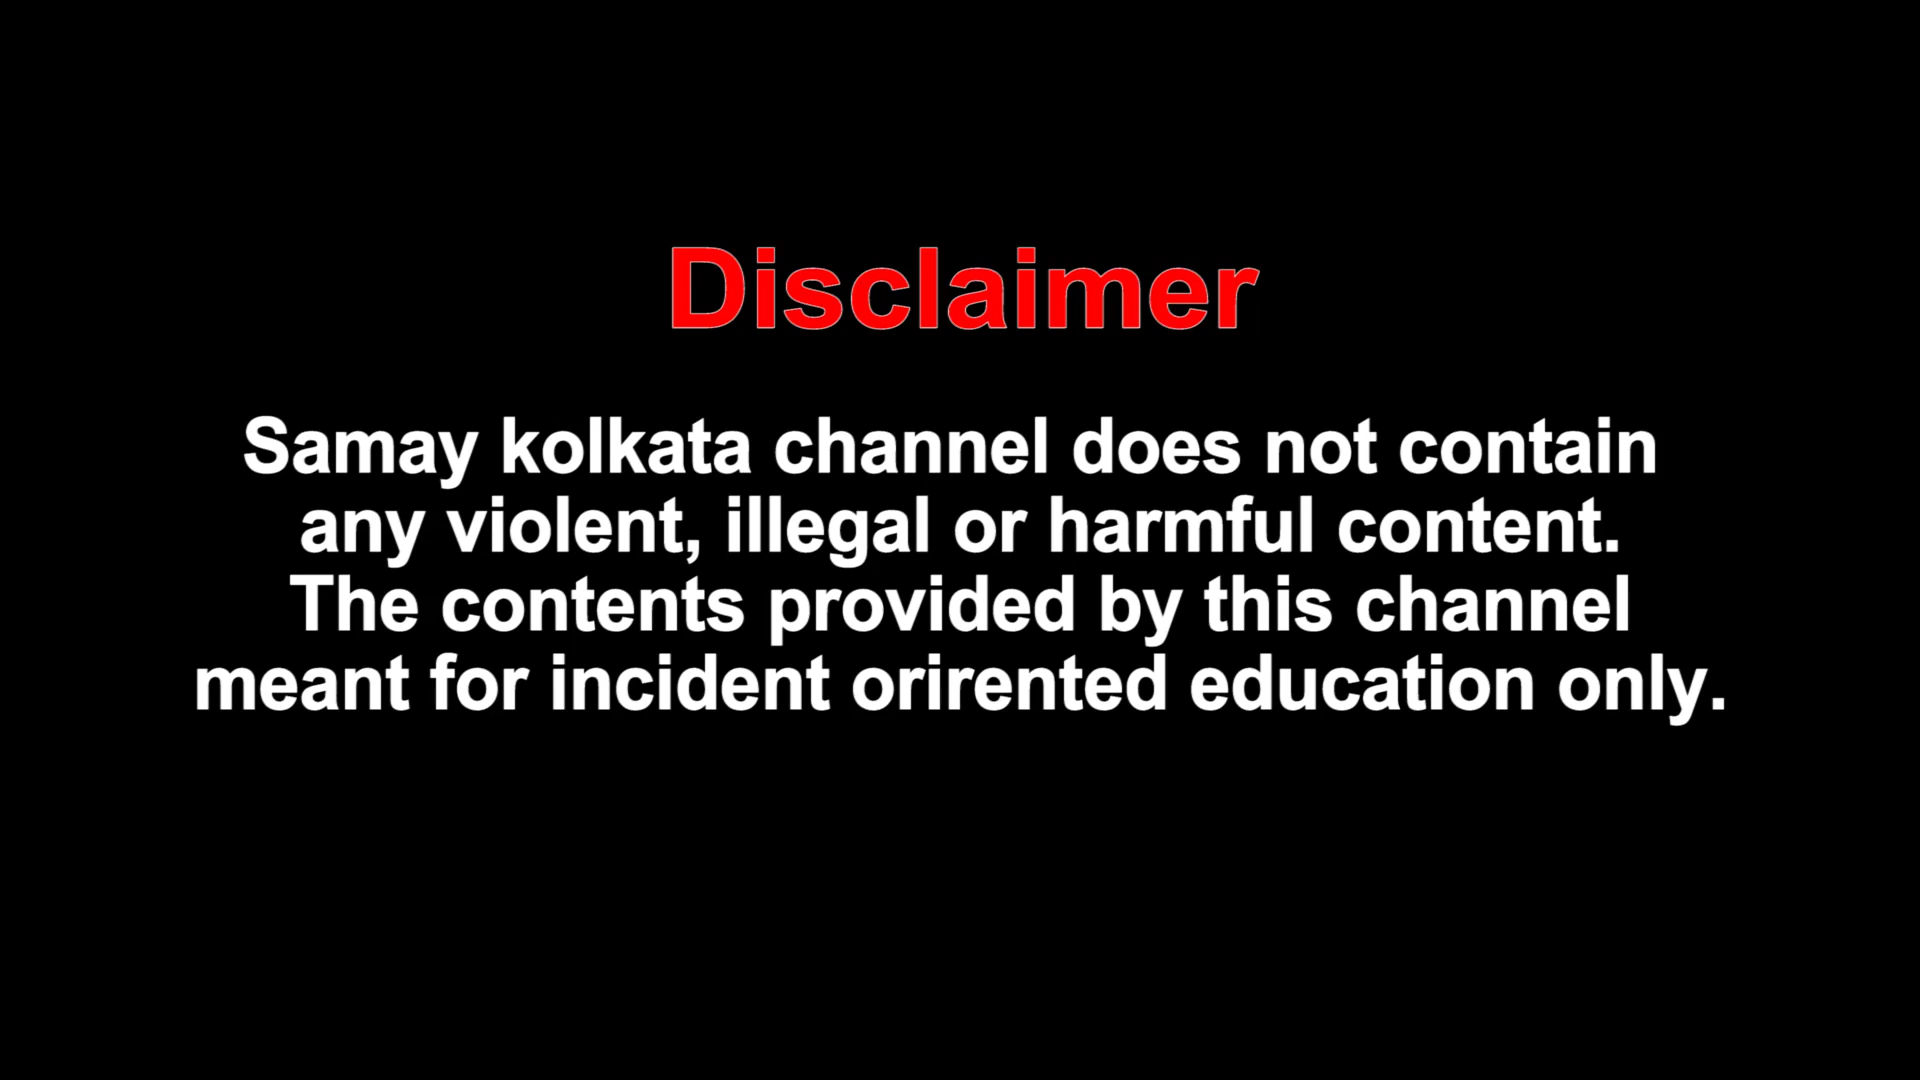 Disclaimer
Samay kolkata channel does not contain
any violent, illegal or harmful content.
The contents provided by this channel
meant for incident orirented education only.